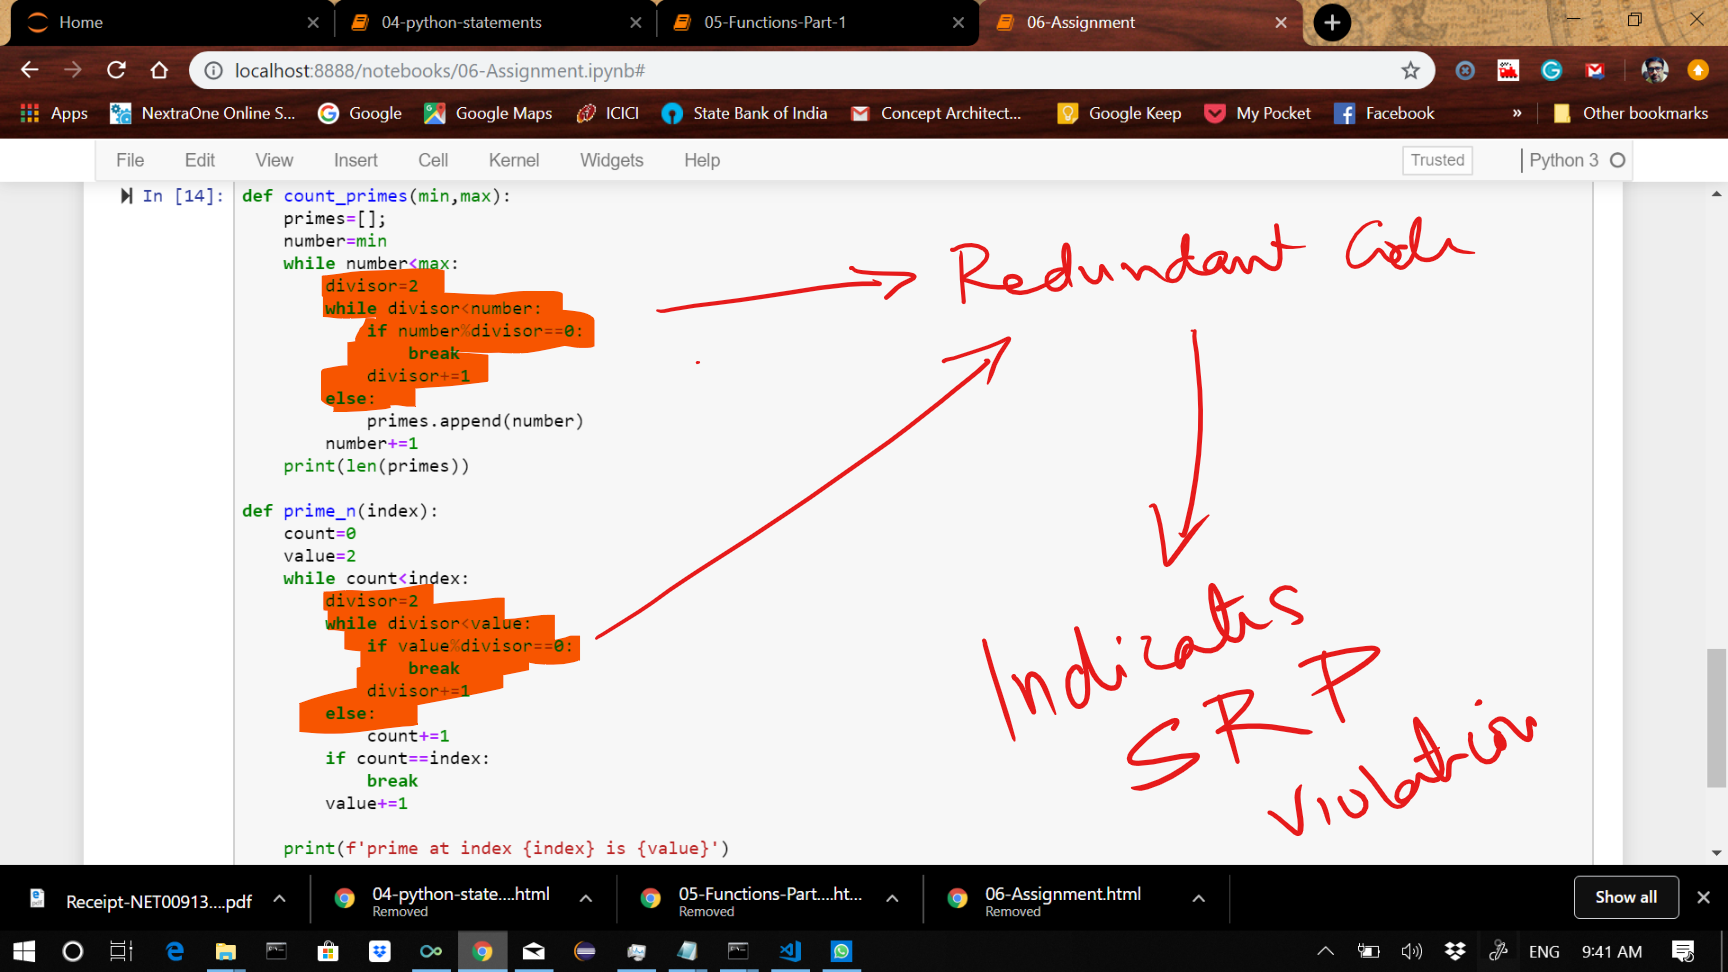 Home
04-python-statements
05-Functions-Part-1
06-Assignment
localhost:8888/notebooks/06-Assignment.ipynb#
Apps
NextraOne Online S...
Google
Google Maps
ICICI
State Bank of India
Concept Architect...
Google Keep
My Pocket
Facebook
»
Other bookmarks
File Edit View Insert Cell Kernel Widgets Help
Trusted
Python 3
In [14]:
def count_primes(min,max):
    primes=[];
    number=min
    while number<max:
        divisor=2
        while divisor<number:
            if number%divisor==0:
                break
            divisor+=1
        else:
            primes.append(number)
        number+=1
    print(len(primes))

def prime_n(index):
    count=0
    value=2
    while count<index:
        divisor=2
        while divisor<value:
            if value%divisor==0:
                break
            divisor+=1
        else:
            count+=1
        if count==index:
            break
        value+=1

    print(f'prime at index {index} is {value}')
Redundant Code
Indicates
SRP
violation
Receipt-NET00913....pdf
04-python-state....html
Removed
05-Functions-Part....ht...
Removed
06-Assignment.html
Removed
Show all
ENG
9:41 AM